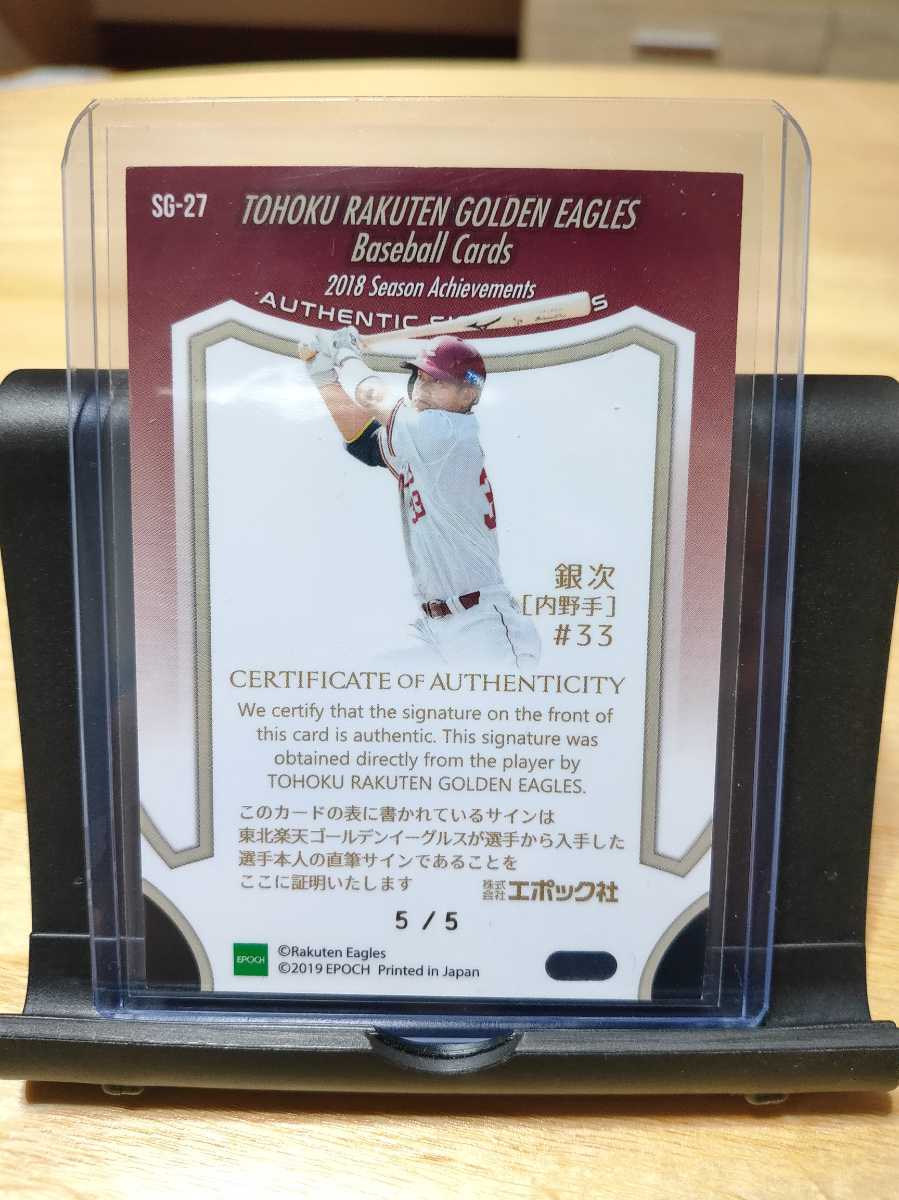 SG-27
TOHOKU RAKUTEN GOLDEN EAGLES
Baseball Cards
2018 Season Achievements
AUTHENTIC
33
銀次
[内野手]
#33
CERTIFICATE OF AUTHENTICITY
We certify that the signature on the front of
this card is authentic. This signature was
obtained directly from the player by
TOHOKU RAKUTEN GOLDEN EAGLES.
このカードの表に書かれているサインは
東北楽天ゴールデンイーグルスが選手から入手した
選手本人の直筆サインであることを
ここに証明いたします
株式会社エポック社
5 / 5
EPOCH
©Rakuten Eagles
©2019 EPOCH Printed in Japan